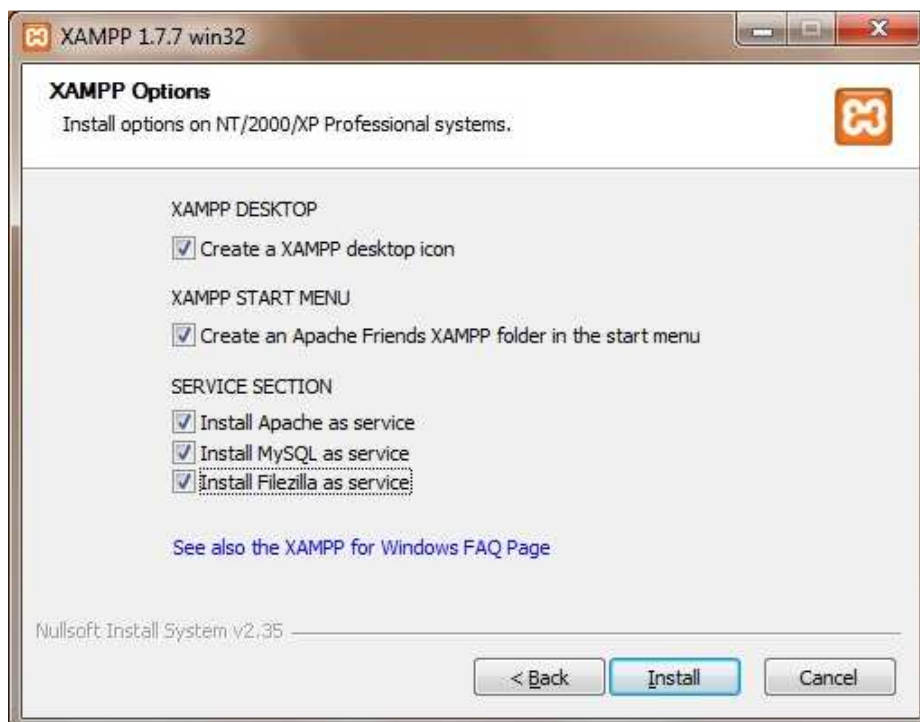 XAMPP 1.7.7 win32
XAMPP Options
Install options on NT/2000/XP Professional systems.
XAMPP DESKTOP
Create a XAMPP desktop icon
XAMPP START MENU
Create an Apache Friends XAMPP folder in the start menu
SERVICE SECTION
Install Apache as service
Install MySQL as service
Install Filezilla as service
See also the XAMPP for Windows FAQ Page
Nullsoft Install System v2.35
< Back
Install
Cancel